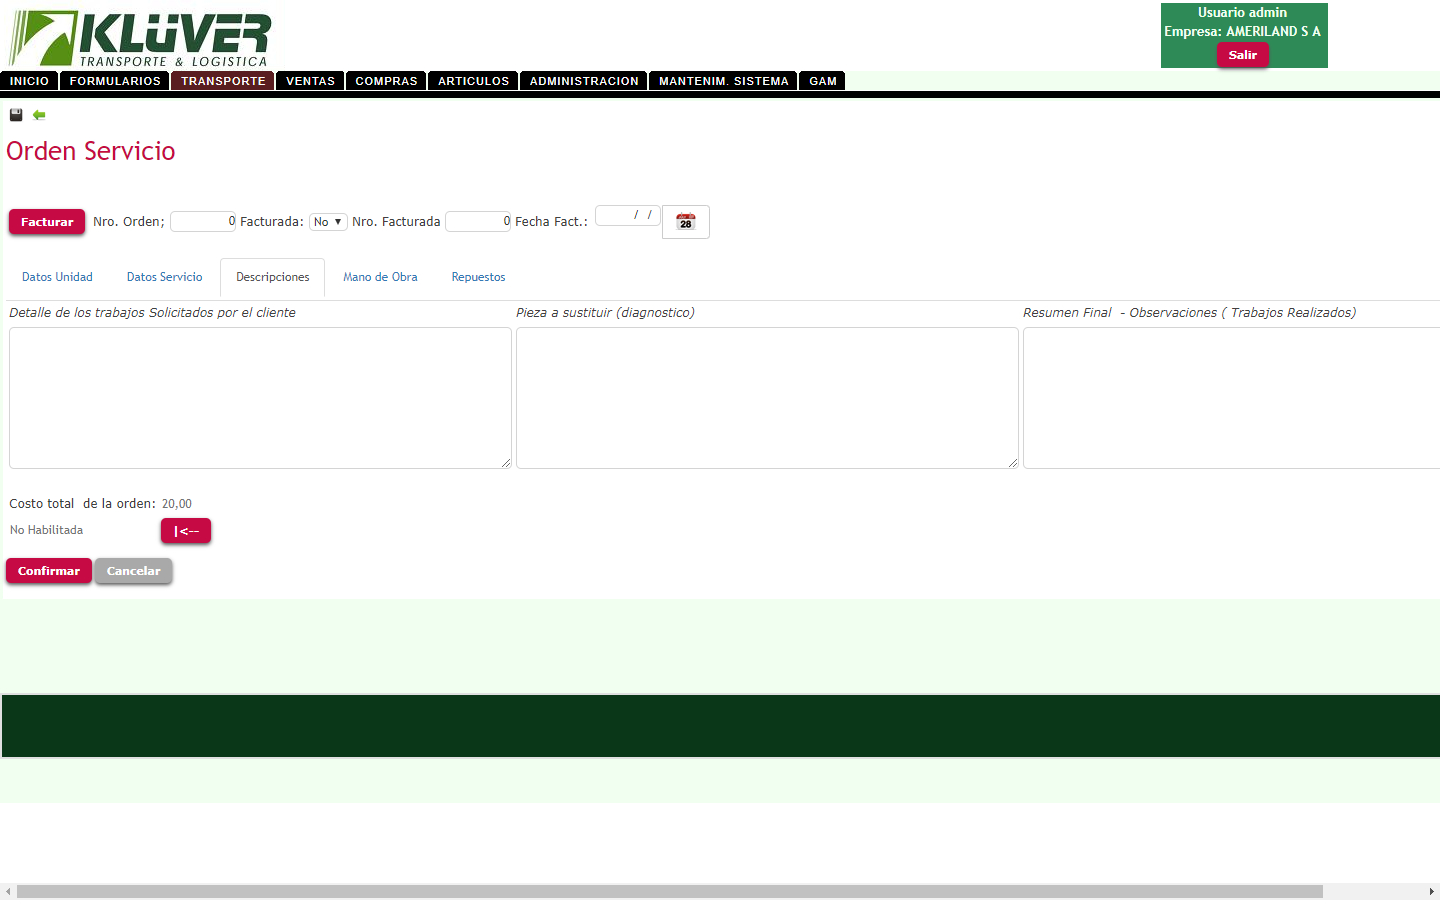 KLÜVER
TRANSPORTE & LOGISTICA
Usuario admin
Empresa: AMERILAND S A
Salir
INICIO FORMULARIOS TRANSPORTE VENTAS COMPRAS ARTICULOS ADMINISTRACION MANTENIM. SISTEMA GAM
Orden Servicio
Facturar Nro. Orden; 0 Facturada: No Nro. Facturada 0 Fecha Fact.: / / 28
Datos Unidad Datos Servicio Descripciones Mano de Obra Repuestos
Detalle de los trabajos Solicitados por el cliente Pieza a sustituir (diagnostico) Resumen Final - Observaciones ( Trabajos Realizados)
Costo total de la orden: 20,00
No Habilitada |<--
Confirmar Cancelar